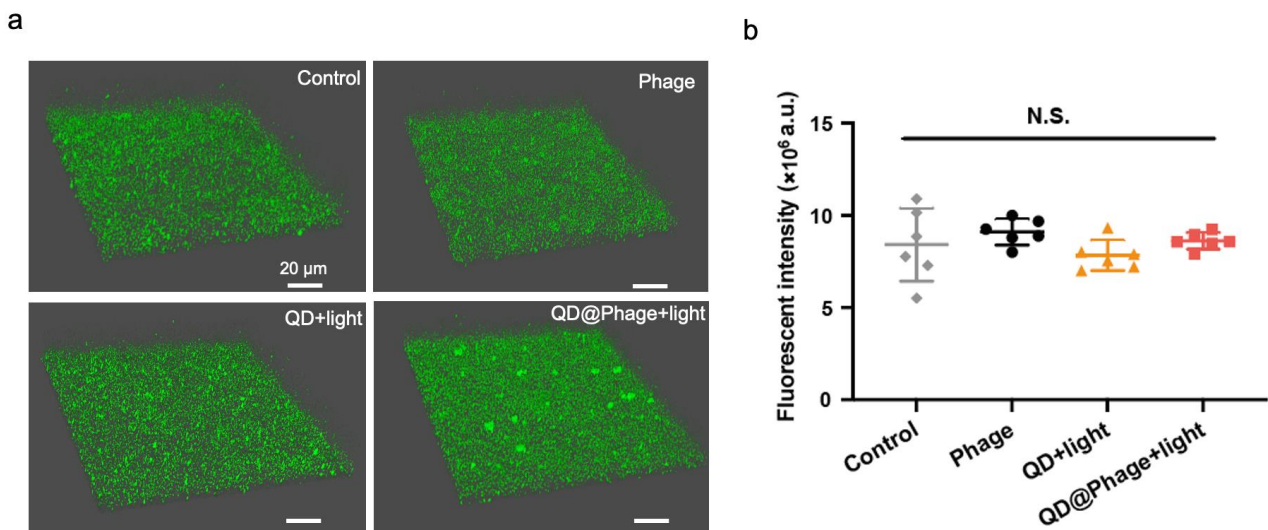 a
Control
20 µm
Phage
QD+light
QD@Phage+light
b
N.S.
Fluorescent intensity (×10⁶ a.u.)
15
10
5
0
Control
Phage
QD+light
QD@Phage+light